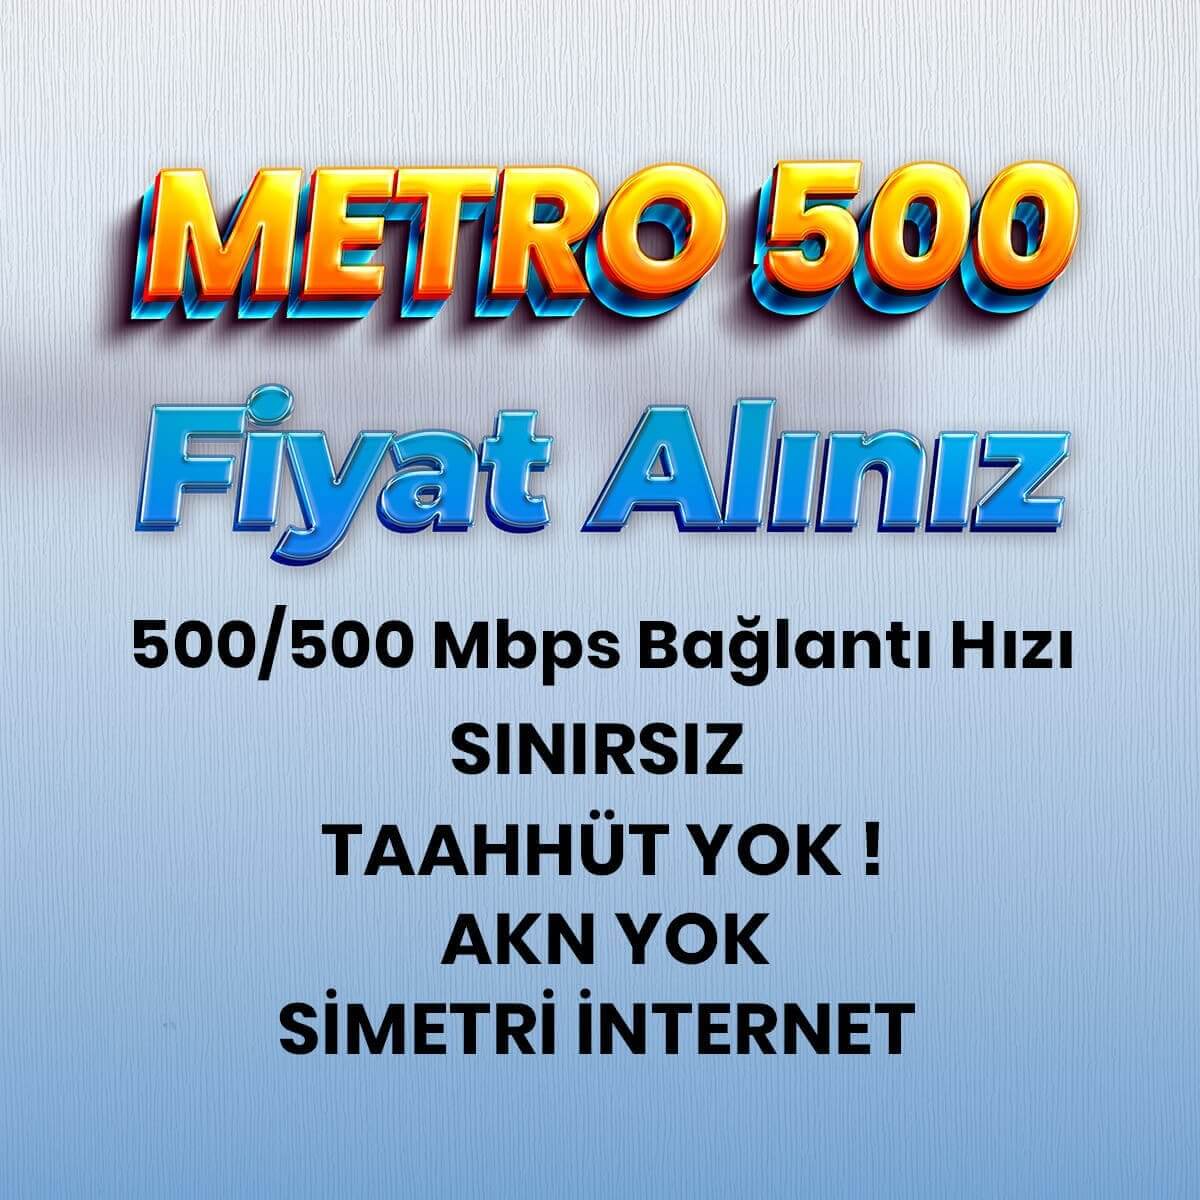 METRO 500
Fiyat Alınız
500/500 Mbps Bağlantı Hızı
SINIRSIZ
TAAHHÜT YOK !
AKN YOK
SİMETRİ İNTERNET